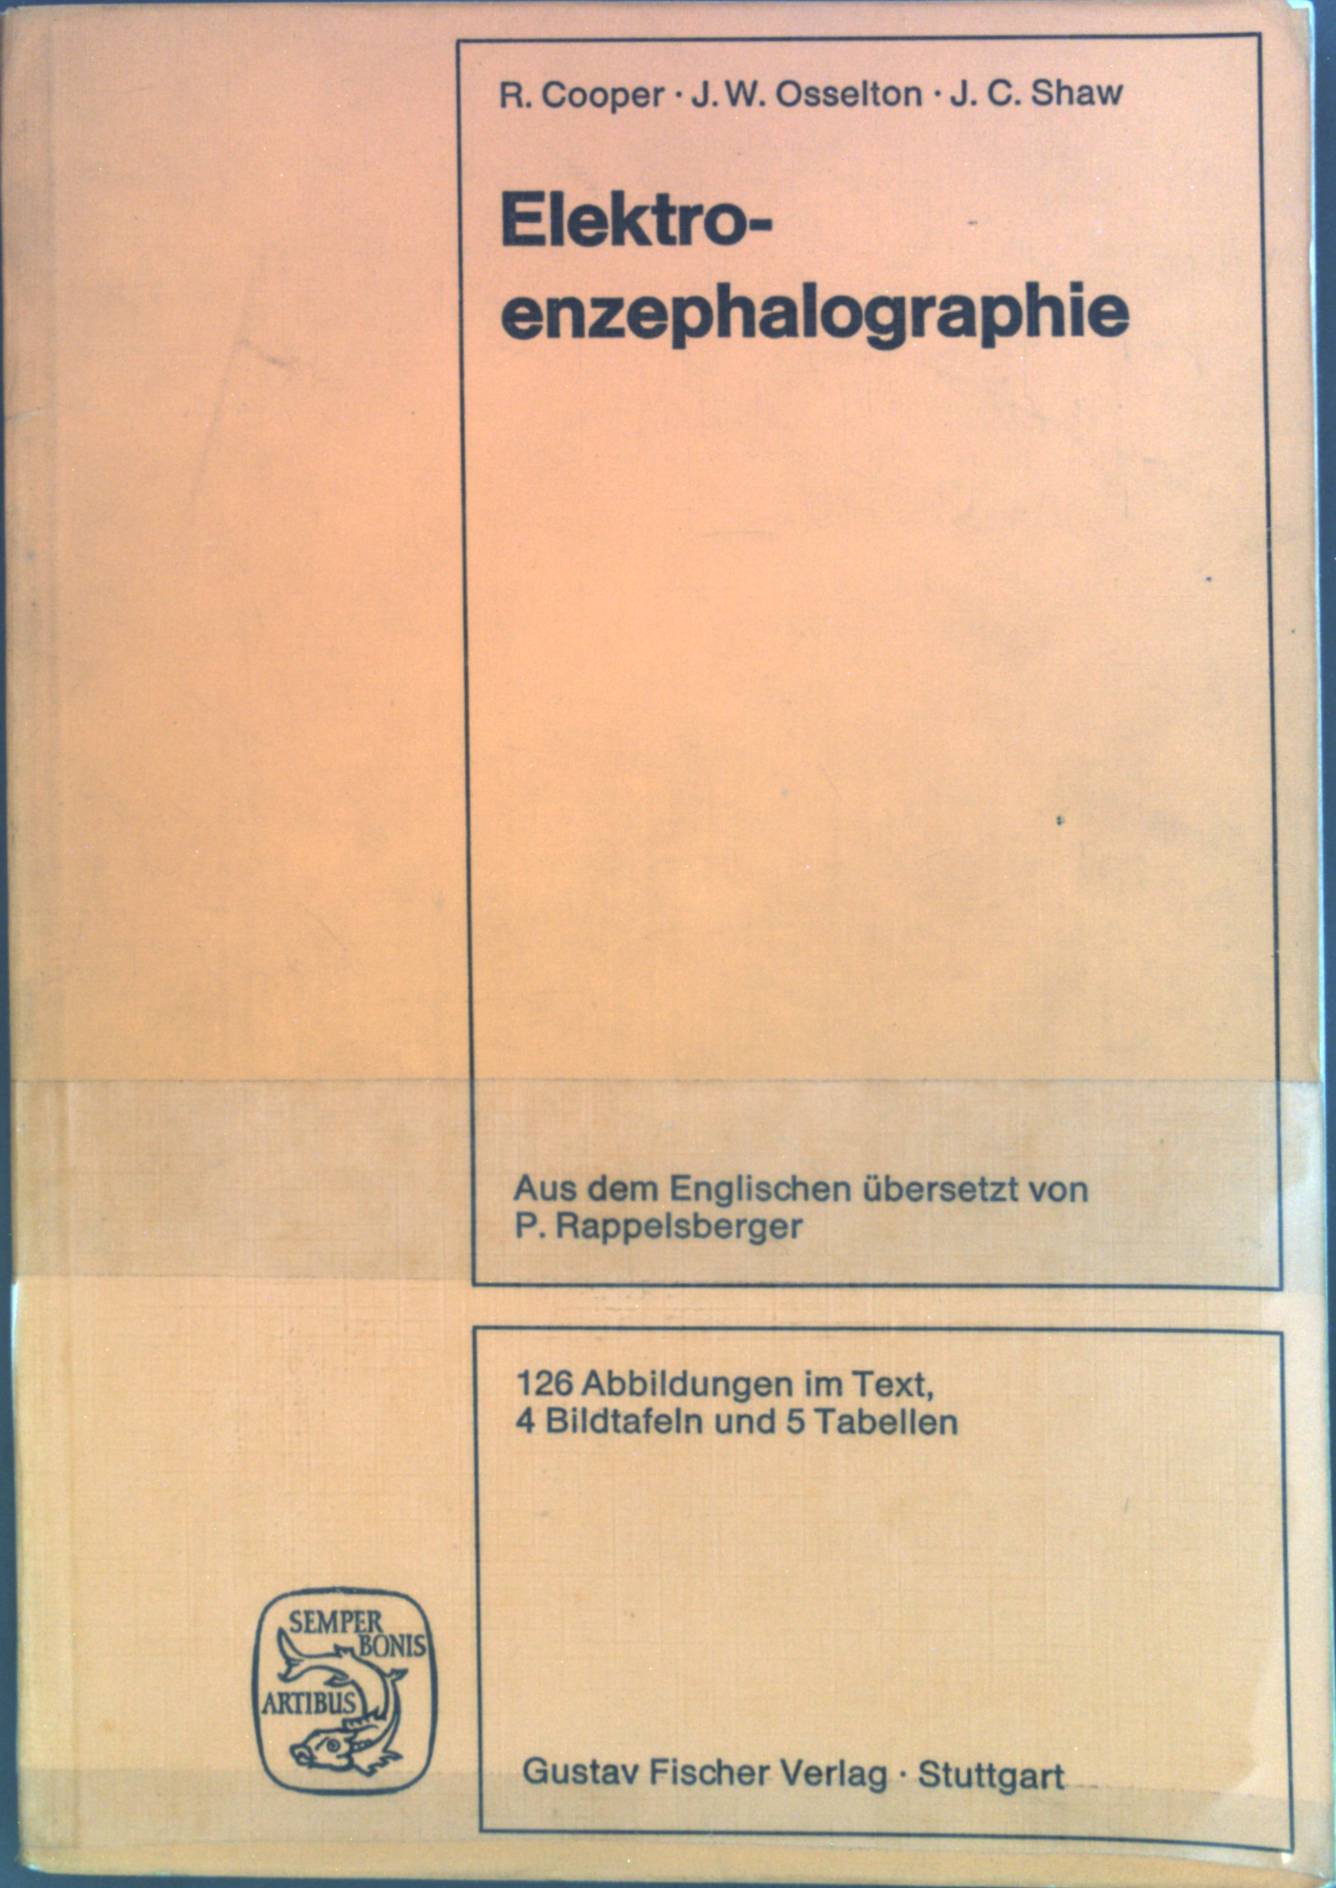 R. Cooper · J. W. Osselton · J. C. Shaw
Elektro-
enzephalographie
Aus dem Englischen übersetzt von
P. Rappelsberger
126 Abbildungen im Text,
4 Bildtafeln und 5 Tabellen
SEMPER
BONIS
ARTIBUS
Gustav Fischer Verlag · Stuttgart